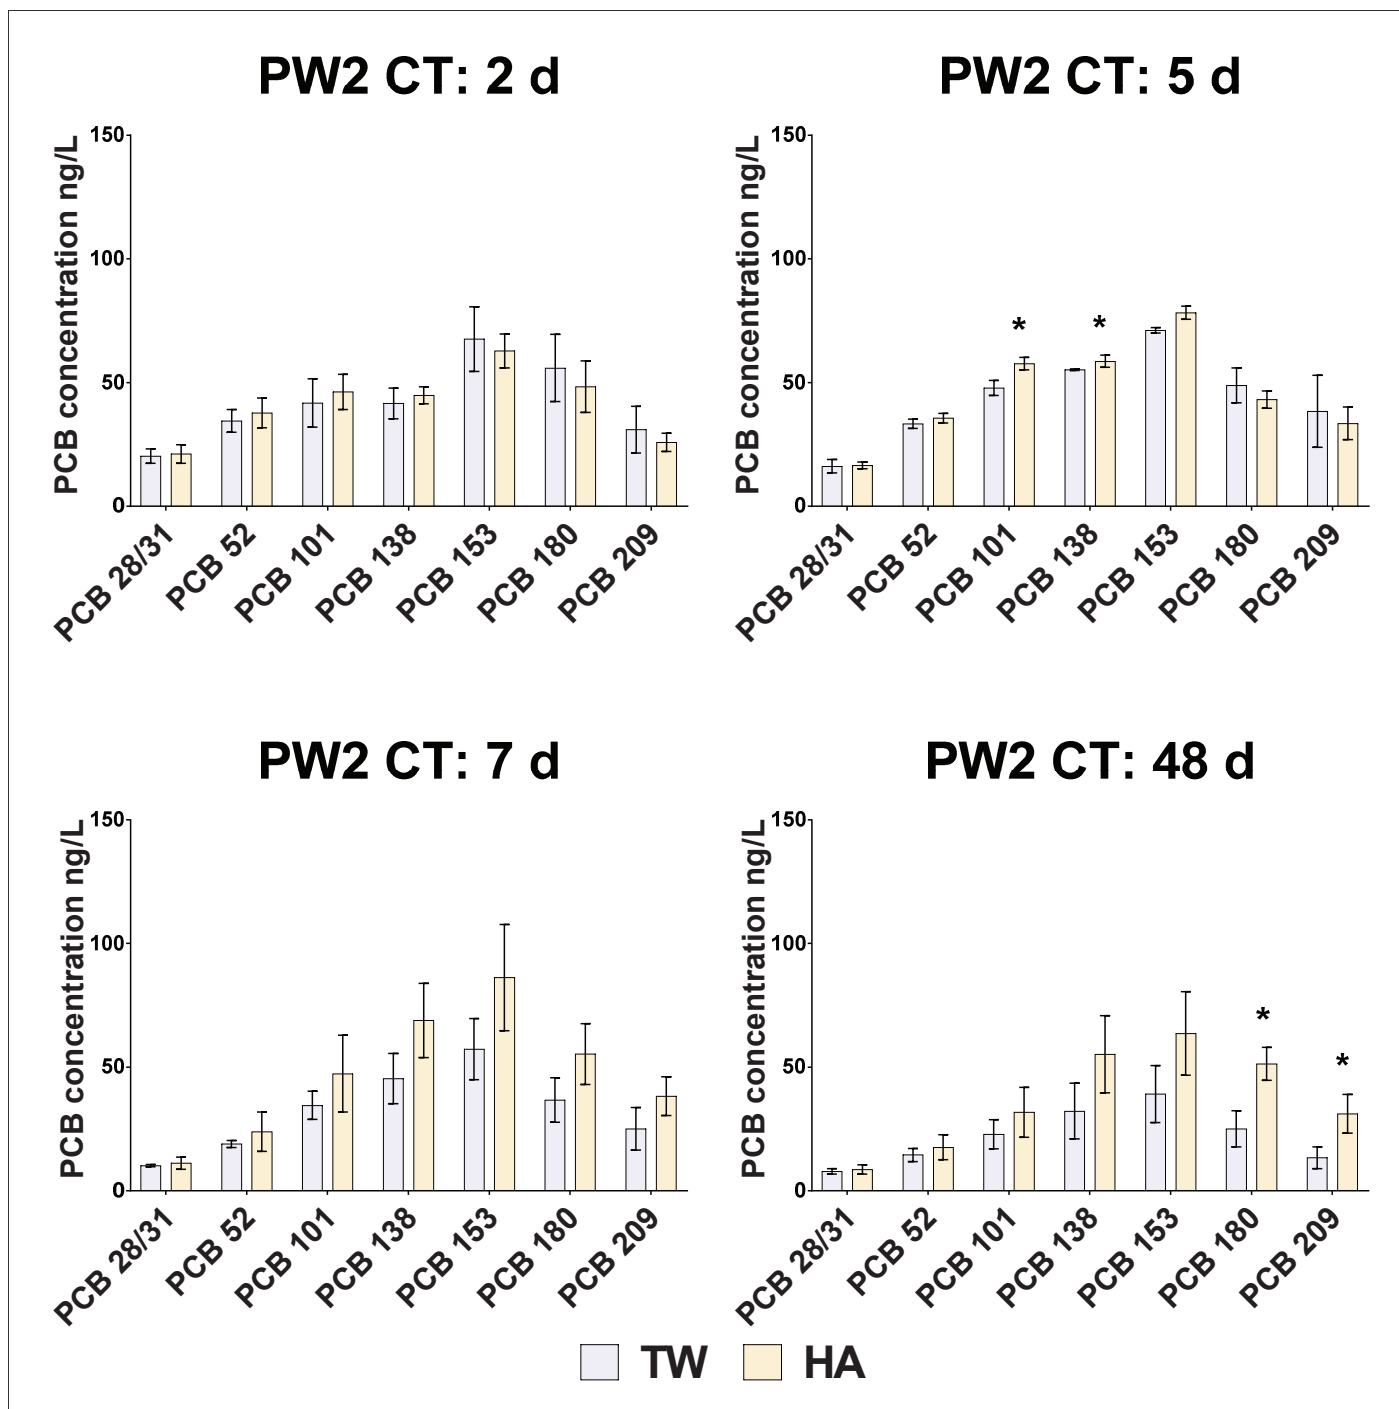 PW2 CT: 2 d
PCB concentration ng/L
150
100
50
0
PCB 28/31
PCB 52
PCB 101
PCB 138
PCB 153
PCB 180
PCB 209
PW2 CT: 5 d
PCB concentration ng/L
150
100
50
0
*
*
PCB 28/31
PCB 52
PCB 101
PCB 138
PCB 153
PCB 180
PCB 209
PW2 CT: 7 d
PCB concentration ng/L
150
100
50
0
PCB 28/31
PCB 52
PCB 101
PCB 138
PCB 153
PCB 180
PCB 209
PW2 CT: 48 d
PCB concentration ng/L
150
100
50
0
*
*
PCB 28/31
PCB 52
PCB 101
PCB 138
PCB 153
PCB 180
PCB 209
TW HA